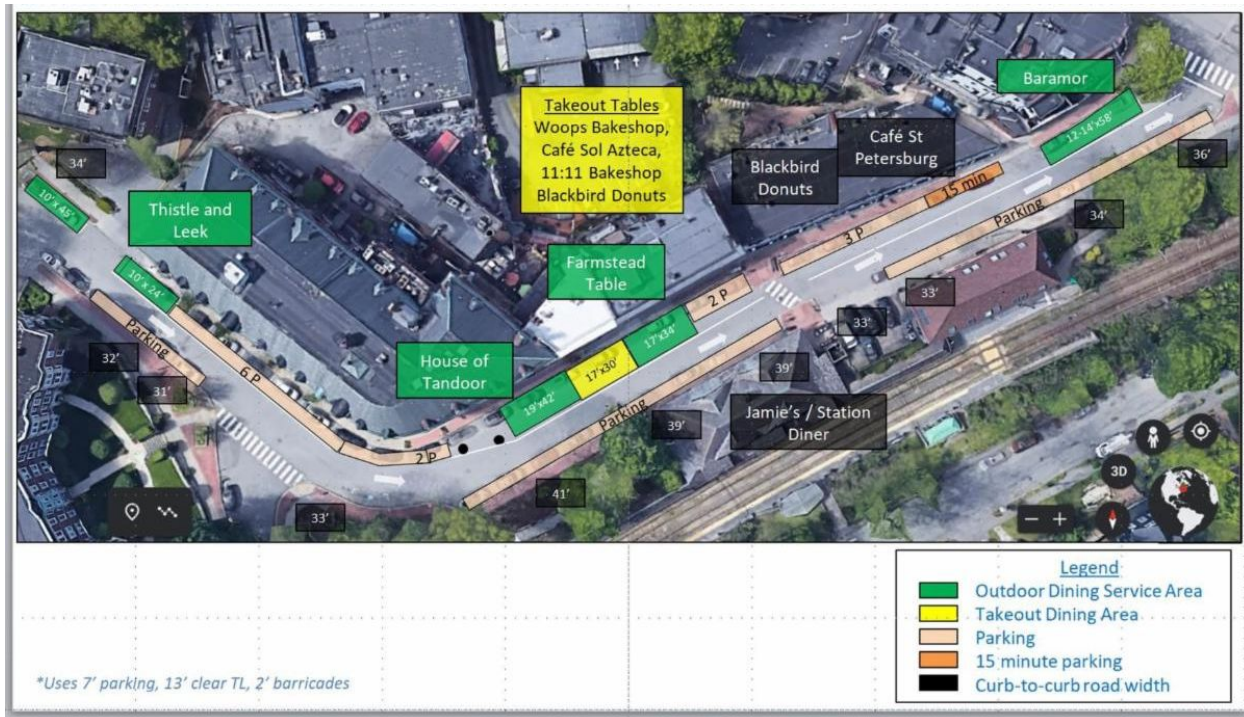 Takeout Tables
Woops Bakeshop,
Café Sol Azteca,
11:11 Bakeshop
Blackbird Donuts
Baramor
12-14'x58'
Café St
Petersburg
Blackbird
Donuts
15 min
3 P
Parking
36'
34'
33'
33'
34'
10' x 45'
Thistle and
Leek
10' x 24'
Farmstead
Table
2 P
17'x34'
17'x30'
19'x42'
House of
Tandoor
Parking
32'
31'
6 P
2 P
Parking
39'
39'
Jamie's / Station
Diner
41'
33'
3D
Legend
Outdoor Dining Service Area
Takeout Dining Area
Parking
15 minute parking
Curb-to-curb road width
*Uses 7' parking, 13' clear TL, 2' barricades